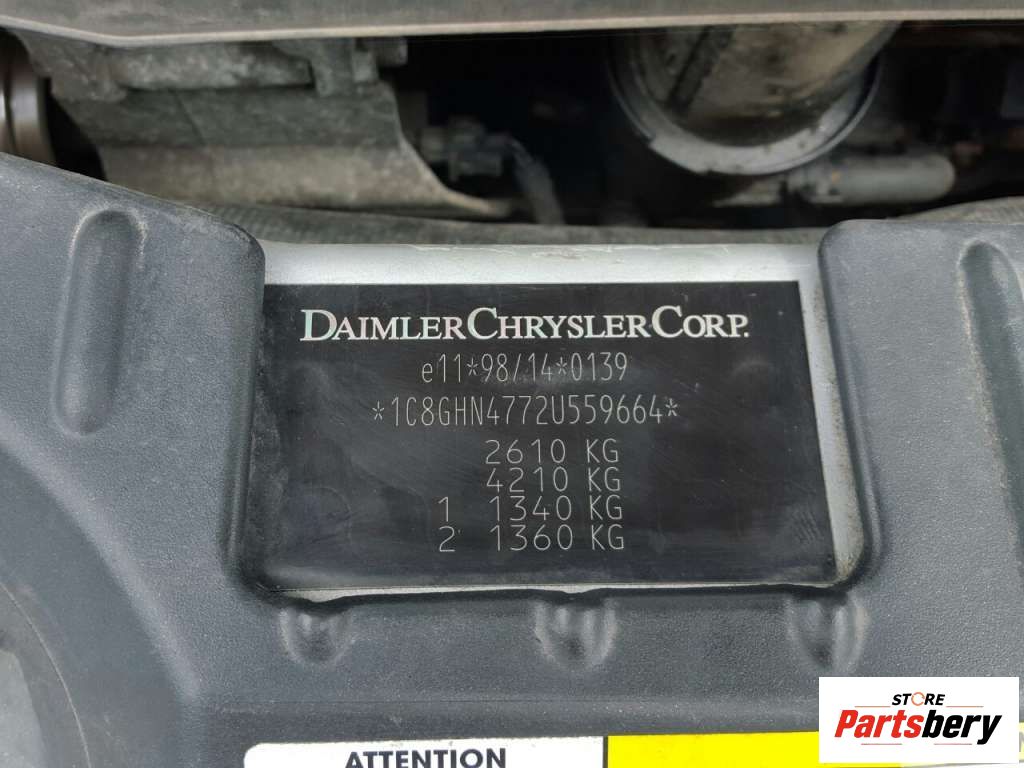 DAIMLERCHRYSLER CORP.
e11*98/14*0139
*1C8GHN4772U559664*
2610 KG
4210 KG
1 1340 KG
2 1360 KG
STORE
Partsbery
ATTENTION